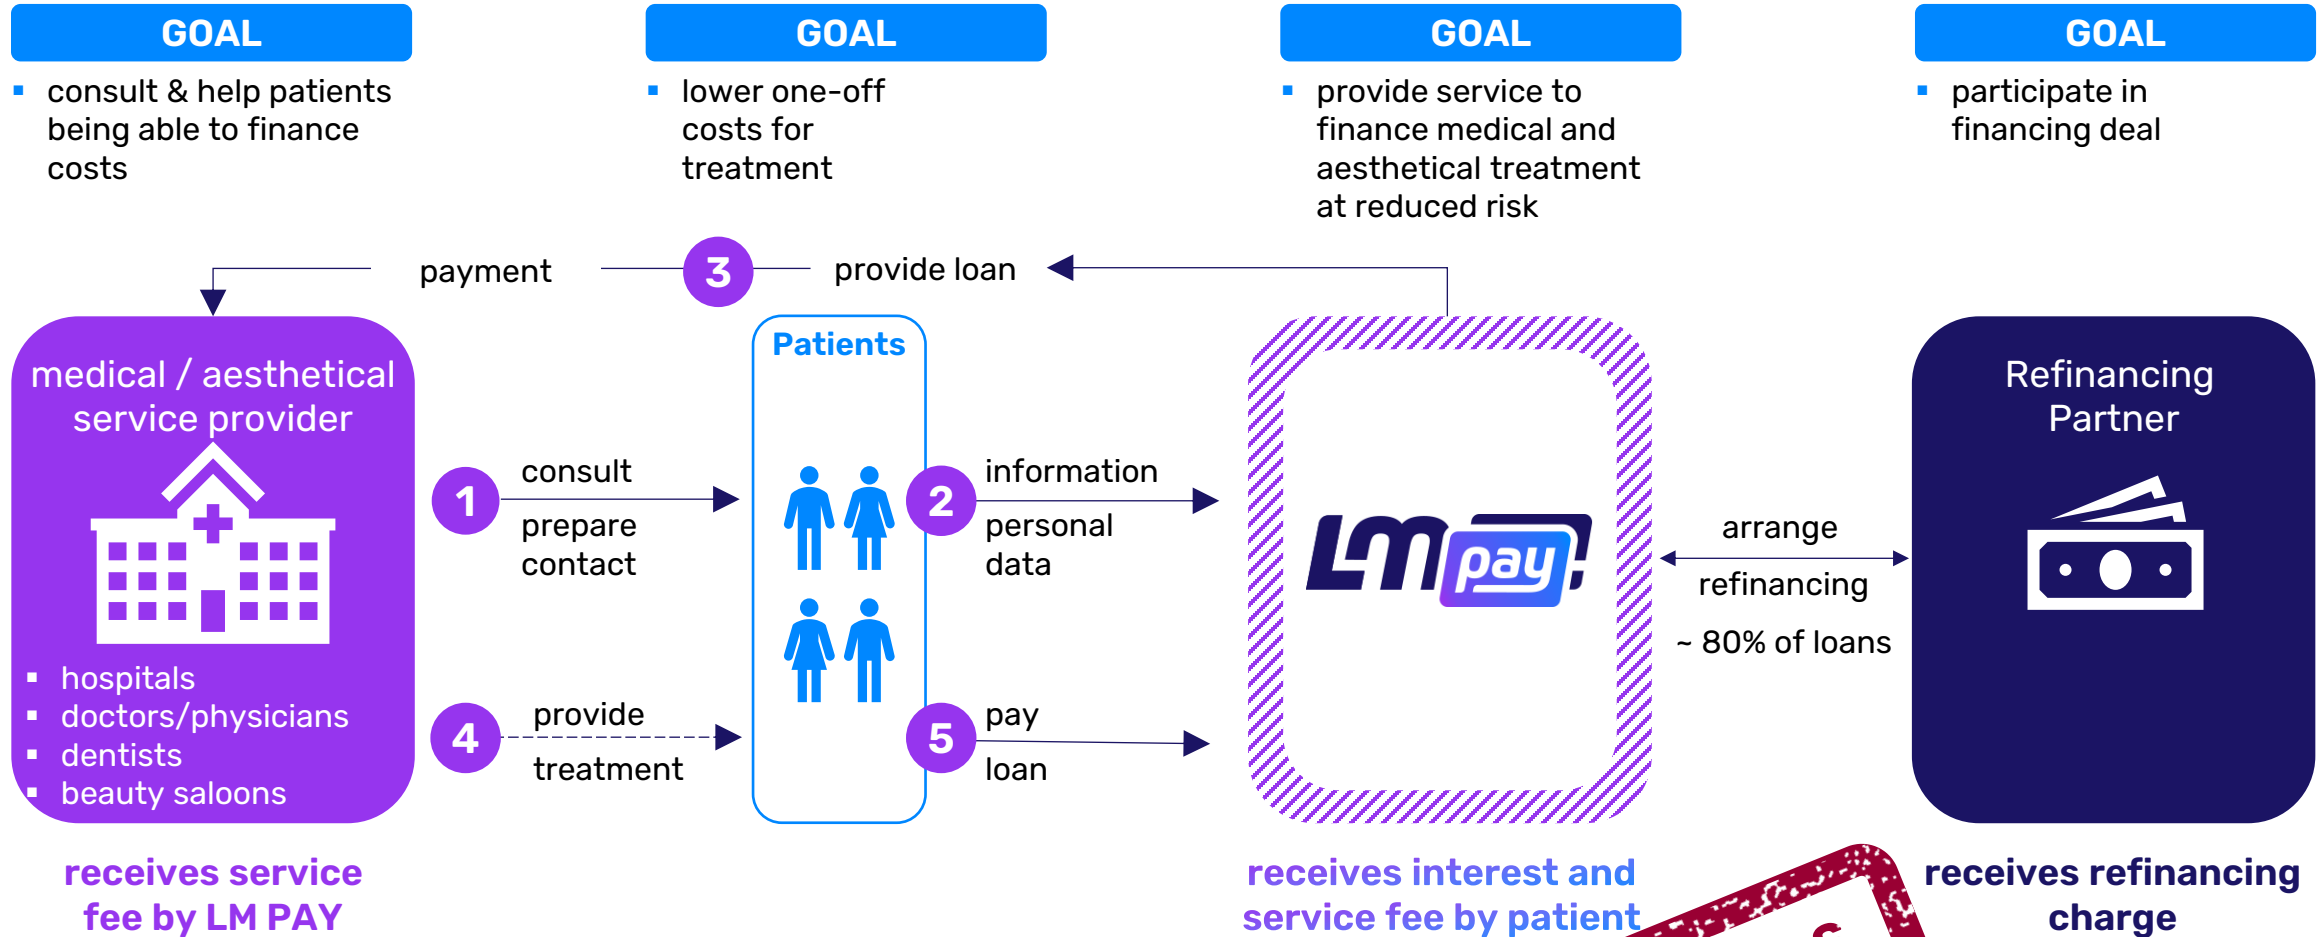 GOAL
consult & help patients
being able to finance
costs
GOAL
lower one-off
costs for
treatment
GOAL
provide service to
finance medical and
aesthetical treatment
at reduced risk
GOAL
participate in
financing deal
payment
3
provide loan
medical / aesthetical
service provider
hospitals
doctors/physicians
dentists
beauty saloons
1
consult
prepare
contact
4
provide
treatment
Patients
2
information
personal
data
5
pay
loan
LM pay!
arrange
refinancing
~ 80% of loans
Refinancing
Partner
receives service
fee by LM PAY
receives interest and
service fee by patient
receives refinancing
charge